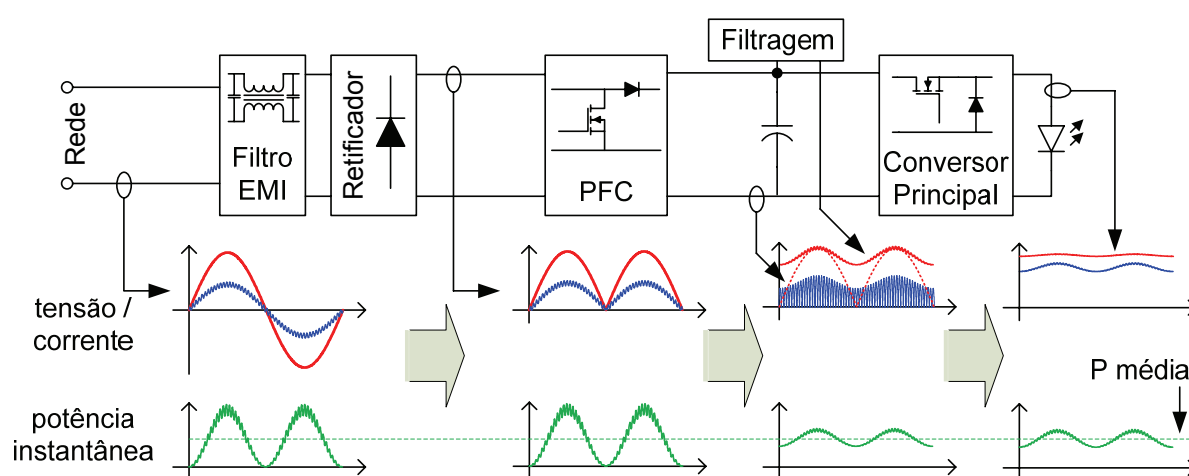 Filtragem
Rede
Filtro
EMI
Retificador
PFC
Conversor
Principal
tensão /
corrente
P média
potência
instantânea